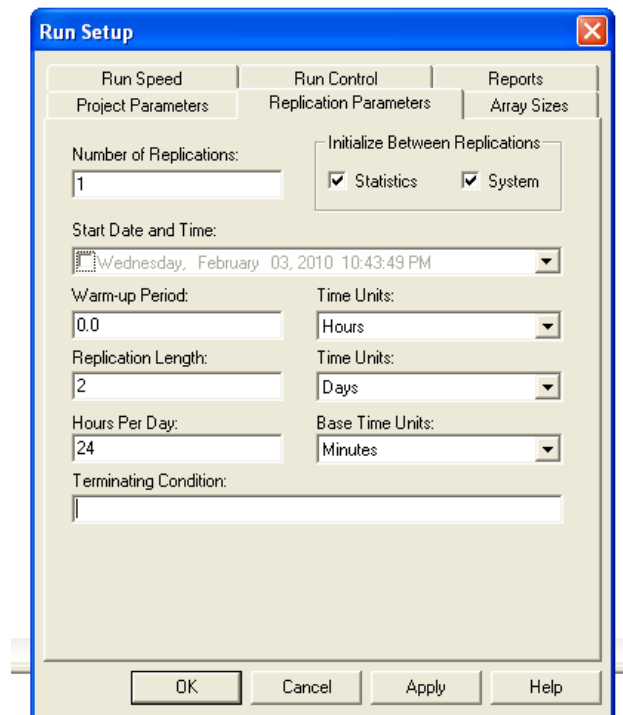 Run Setup
Run Speed Run Control Reports
Project Parameters Replication Parameters Array Sizes
Number of Replications:
1
Initialize Between Replications
Statistics System
Start Date and Time:
Wednesday, February 03, 2010 10:43:49 PM
Warm-up Period: Time Units:
0.0 Hours
Replication Length: Time Units:
2 Days
Hours Per Day: Base Time Units:
24 Minutes
Terminating Condition:
OK Cancel Apply Help